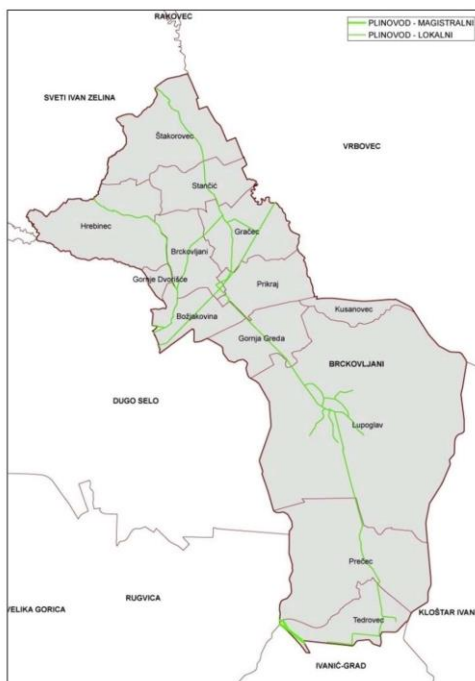 RAKOVEC
PLINOVOD - MAGISTRALNI
PLINOVOD - LOKALNI
SVETI IVAN ZELINA
Štakorovec
VRBOVEC
Stančić
Hrebinec
Gračec
Brckovljani
Gornje Dvorišće
Prikraj
Božjakovina
Kusanovec
Gornja Greda
BRCKOVLJANI
DUGO SELO
Lupoglav
Prečec
RUGVICA
VELIKA GORICA
KLOŠTAR IVAN
Tedrovec
IVANIĆ-GRAD